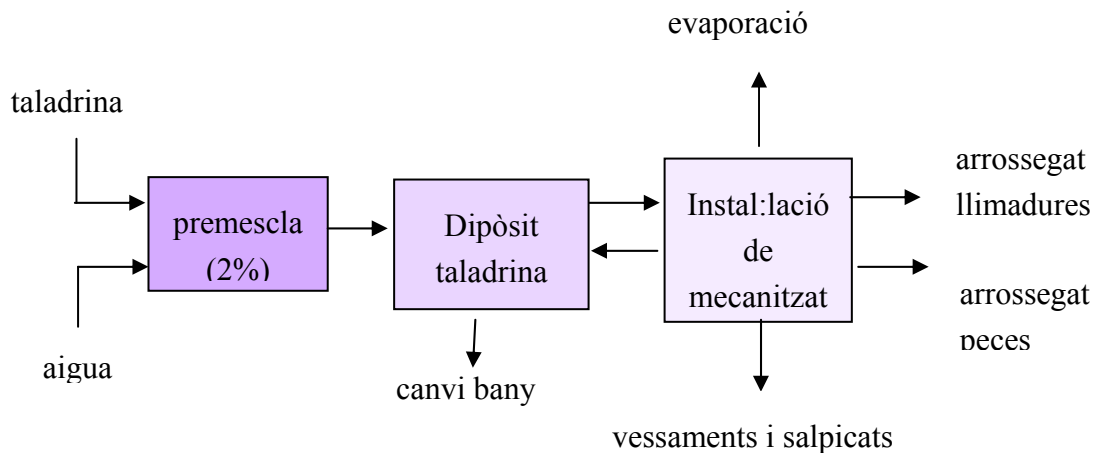 evaporació
taladrina
arrossegat
llimadures
premescla
(2%)
Dipòsit
taladrina
Instal:lació
de
mecanitzat
arrossegat
peces
aigua
canvi bany
vessaments i salpicats